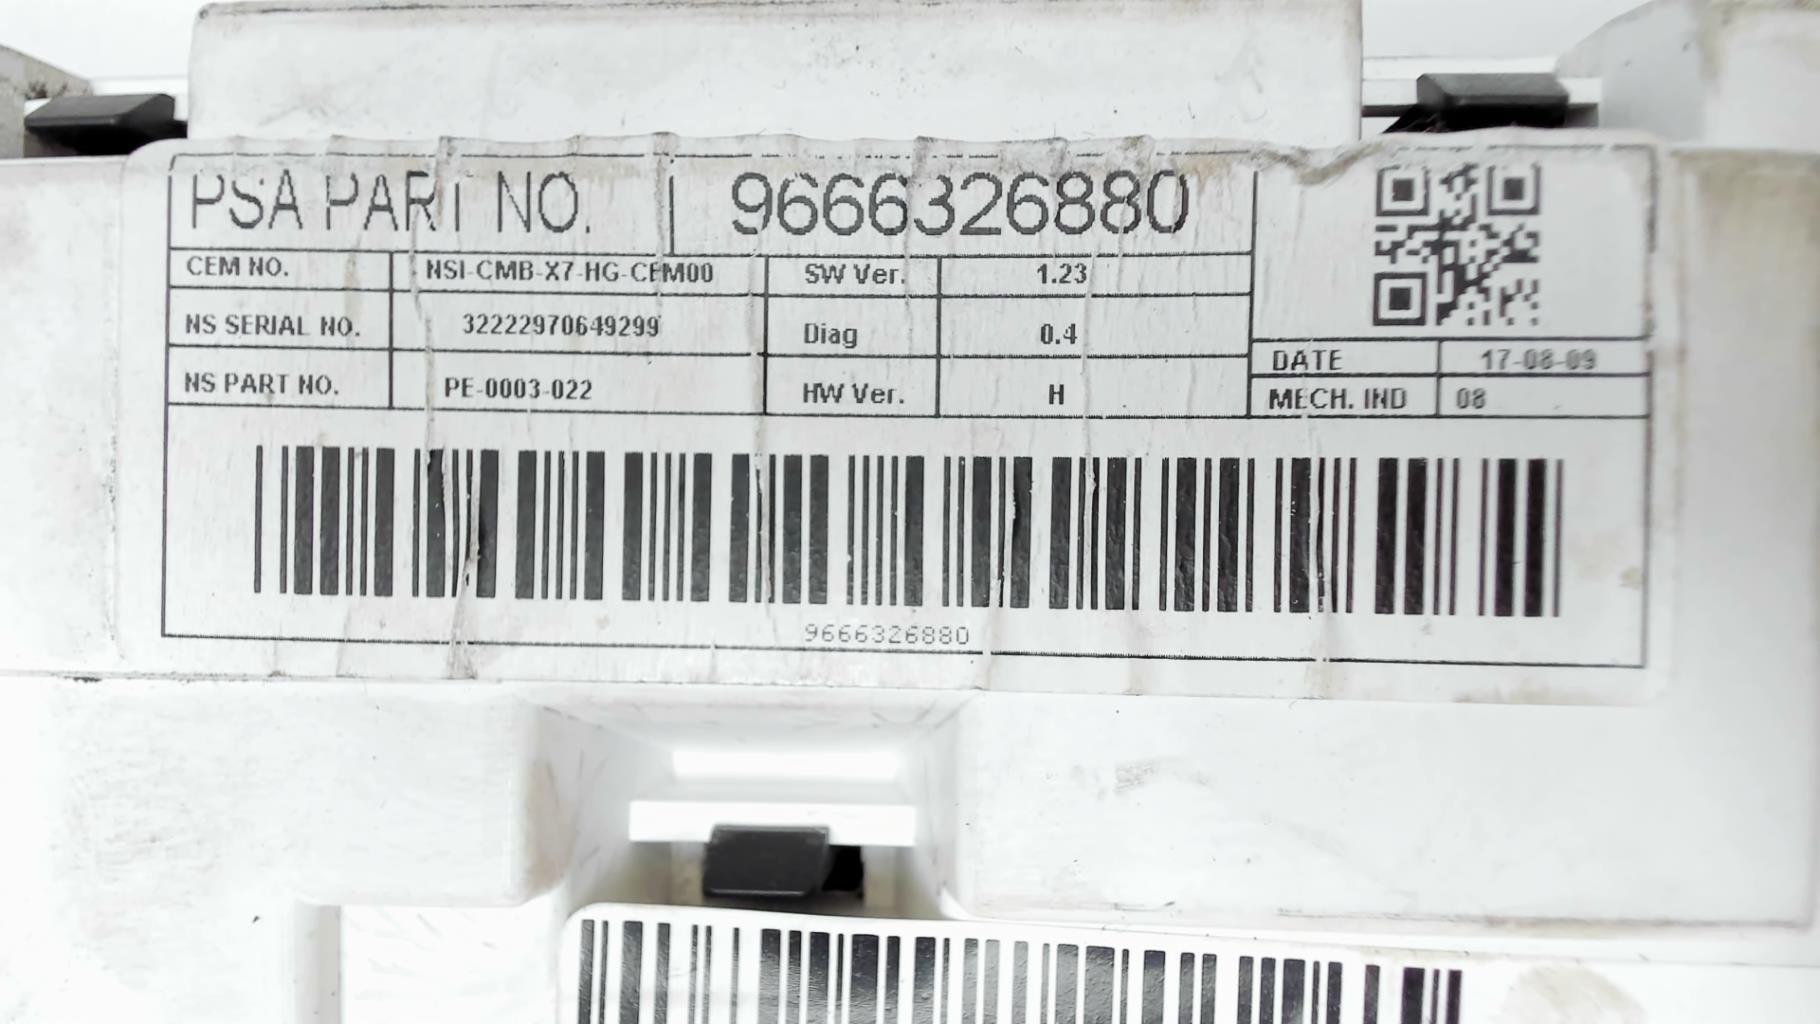 PSA PART NO. 9666326880
CEM NO. NSI-CMB-X7-HG-CEM00 SW Ver. 1.23
NS SERIAL NO. 32222970649299 Diag 0.4
DATE 17-08-09
NS PART NO. PE-0003-022 HW Ver. H
MECH. IND 08
9666326880